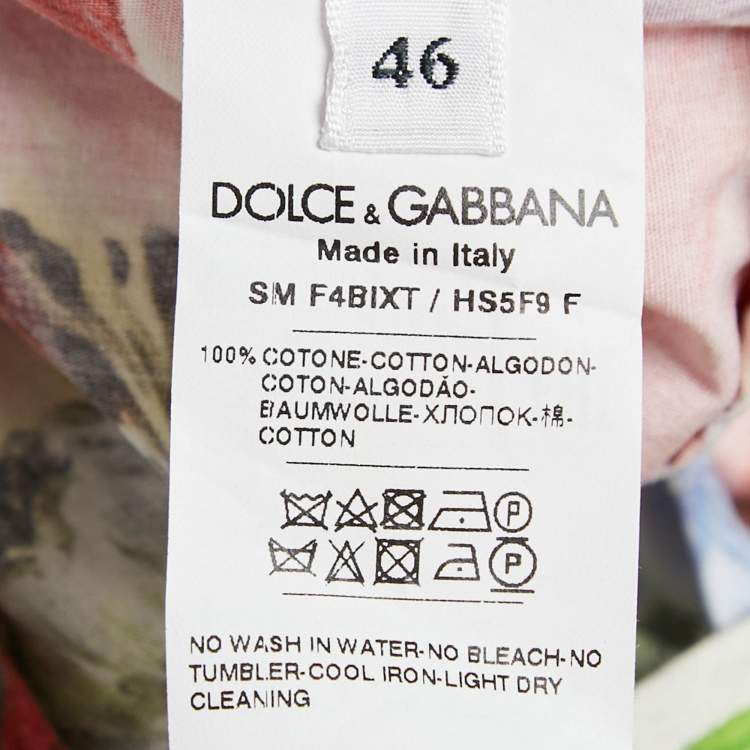 46
DOLCE & GABBANA
Made in Italy
SM F4BIXT / HS5F9 F
100% COTONE-COTTON-ALGODON-
COTON-ALGODÃO-
BAUMWOLLE-ХЛОПОК-棉-
COTTON
P
P
NO WASH IN WATER-NO BLEACH-NO
TUMBLER-COOL IRON-LIGHT DRY
CLEANING